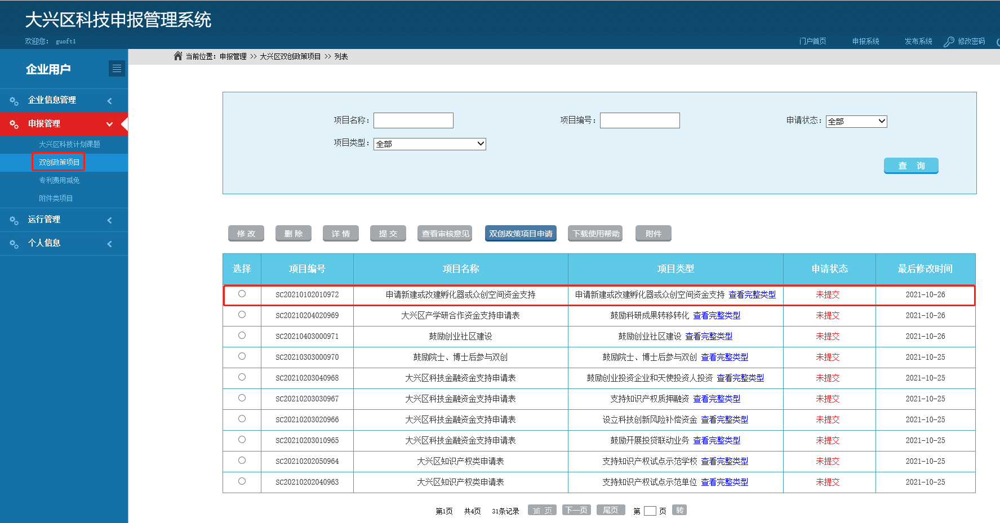 大兴区科技申报管理系统
欢迎您： guoft1
门户首页 申报系统 发布系统 修改密码
企业用户
当前位置：申报管理 >> 大兴区双创政策项目 >> 列表
企业信息管理
申报管理
大兴区科技计划课题
双创政策项目
专利费用减免
附件类项目
运行管理
个人信息
项目名称： 项目编号： 申请状态： 全部
项目类型： 全部
查 询
修 改 删 除 详 情 提 交 查看审核意见 双创政策项目申请 下载使用帮助 附件
选择 项目编号 项目名称 项目类型 申请状态 最后修改时间
SC20210102010972 申请新建或改建孵化器或众创空间资金支持 申请新建或改建孵化器或众创空间资金支持 查看完整类型 未提交 2021-10-26
SC20210204020969 大兴区产学研合作资金支持申请表 鼓励科研成果转移转化 查看完整类型 未提交 2021-10-26
SC20210403000971 鼓励创业社区建设 鼓励创业社区建设 查看完整类型 未提交 2021-10-26
SC20210303000970 鼓励院士、博士后参与双创 鼓励院士、博士后参与双创 查看完整类型 未提交 2021-10-25
SC20210203040968 大兴区科技金融资金支持申请表 鼓励创业投资企业和天使投资人投资 查看完整类型 未提交 2021-10-25
SC20210203030967 大兴区科技金融资金支持申请表 支持知识产权质押融资 查看完整类型 未提交 2021-10-25
SC20210203020966 大兴区科技金融资金支持申请表 设立科技创新风险补偿资金 查看完整类型 未提交 2021-10-25
SC20210203010965 大兴区科技金融资金支持申请表 鼓励开展投贷联动业务 查看完整类型 未提交 2021-10-25
SC20210202050964 大兴区知识产权类申请表 支持知识产权试点示范学校 查看完整类型 未提交 2021-10-25
SC20210202040963 大兴区知识产权类申请表 支持知识产权试点示范单位 查看完整类型 未提交 2021-10-25
第1页 共4页 31条记录 首 页 下一页 尾页 第 页 转